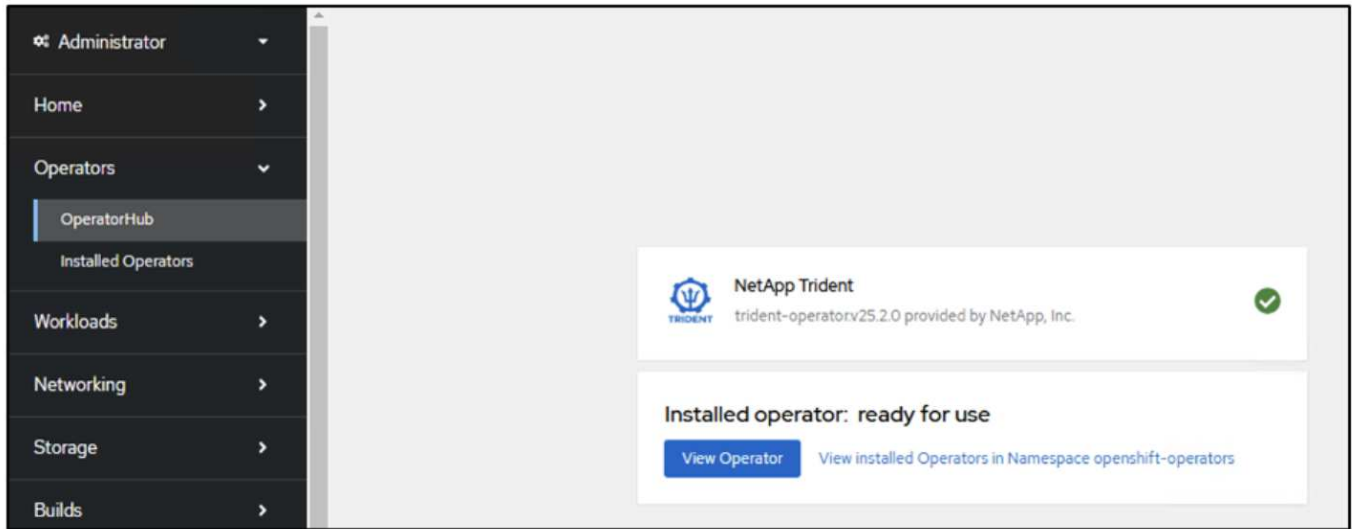 Administrator
Home
Operators
OperatorHub
Installed Operators
Workloads
Networking
Storage
Builds
TRIDENT
NetApp Trident
trident-operator.v25.2.0 provided by NetApp, Inc.
Installed operator: ready for use
View Operator
View installed Operators in Namespace openshift-operators